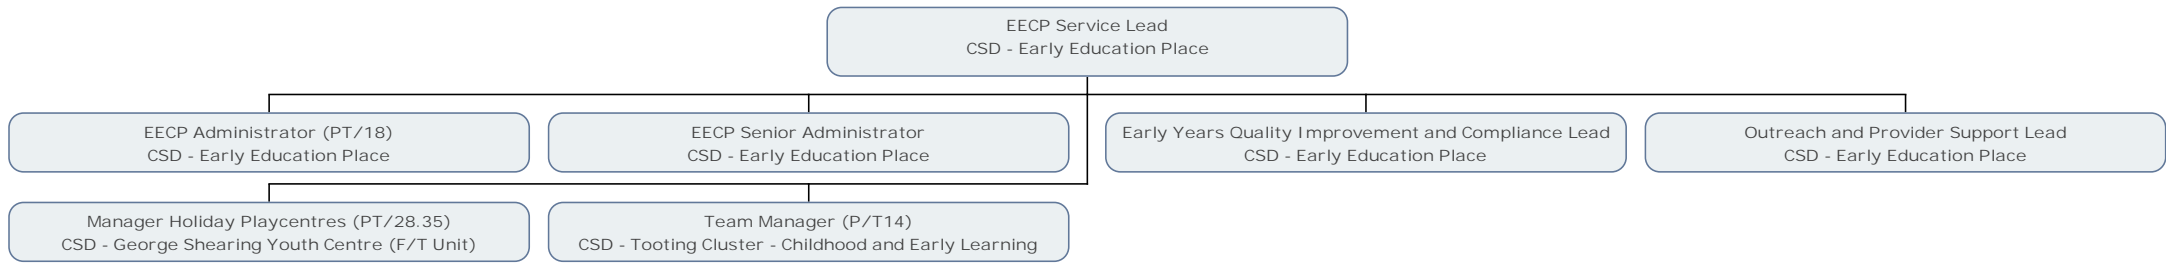 EECP Service Lead
CSD - Early Education Place
EECP Administrator (PT/18)
CSD - Early Education Place
EECP Senior Administrator
CSD - Early Education Place
Early Years Quality Improvement and Compliance Lead
CSD - Early Education Place
Outreach and Provider Support Lead
CSD - Early Education Place
Manager Holiday Playcentres (PT/28.35)
CSD - George Shearing Youth Centre (F/T Unit)
Team Manager (P/T14)
CSD - Tooting Cluster - Childhood and Early Learning